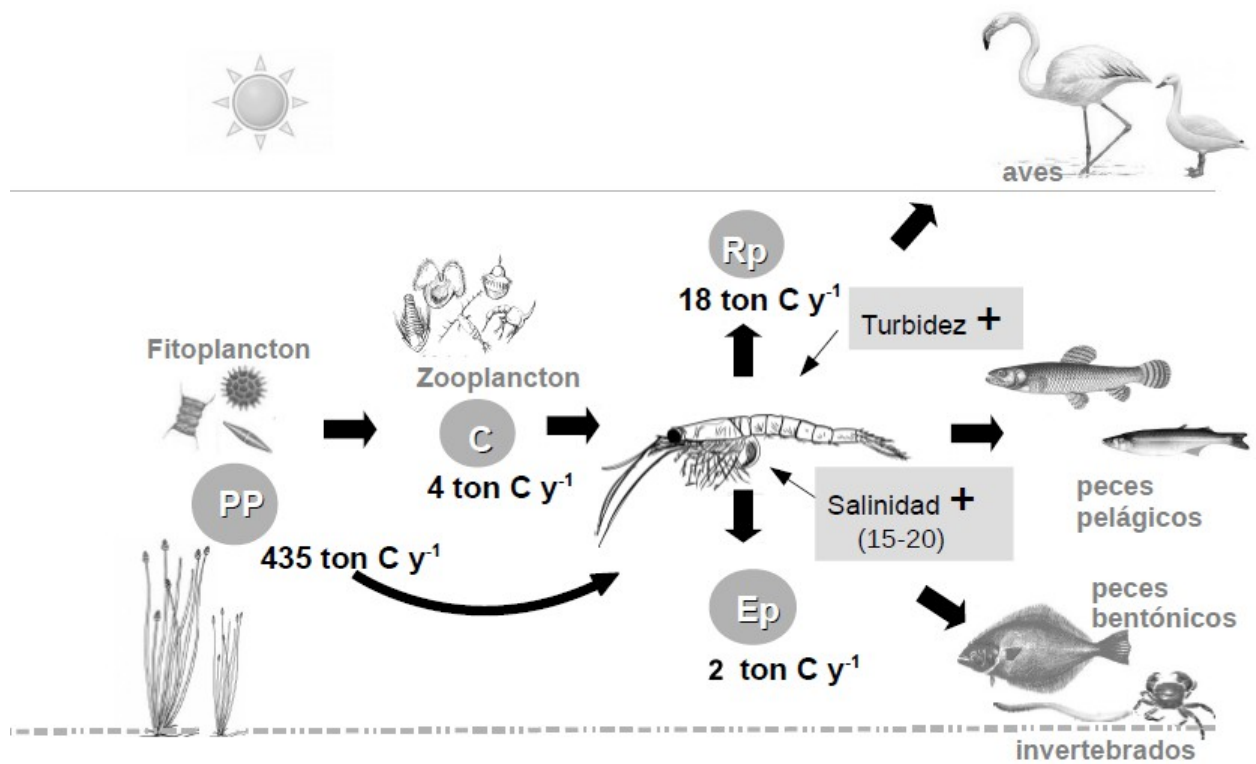 aves
Rp
18 ton C y⁻¹
Turbidez +
Fitoplancton
Zooplancton
C
4 ton C y⁻¹
PP
435 ton C y⁻¹
Salinidad +
(15-20)
peces
pelágicos
Ep
2 ton C y⁻¹
peces
bentónicos
invertebrados